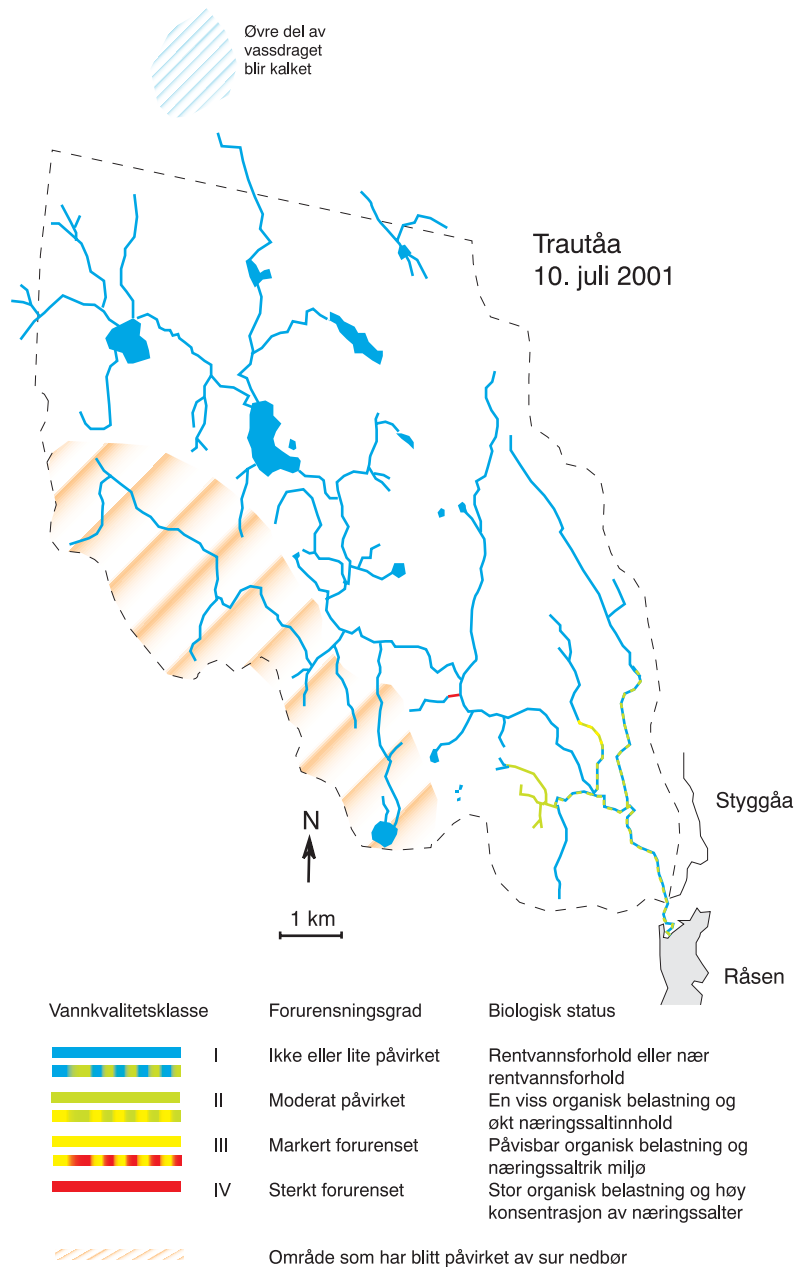 Øvre del av
vassdraget
blir kalket
Trautåa
10. juli 2001
Styggåa
N
1 km
Råsen
Vannkvalitetsklasse Forurensningsgrad Biologisk status
I Ikke eller lite påvirket Rentvannsforhold eller nær
rentvannsforhold
II Moderat påvirket En viss organisk belastning og
økt næringssaltinnhold
III Markert forurenset Påvisbar organisk belastning og
næringssaltrik miljø
IV Sterkt forurenset Stor organisk belastning og høy
konsentrasjon av næringssalter
Område som har blitt påvirket av sur nedbør